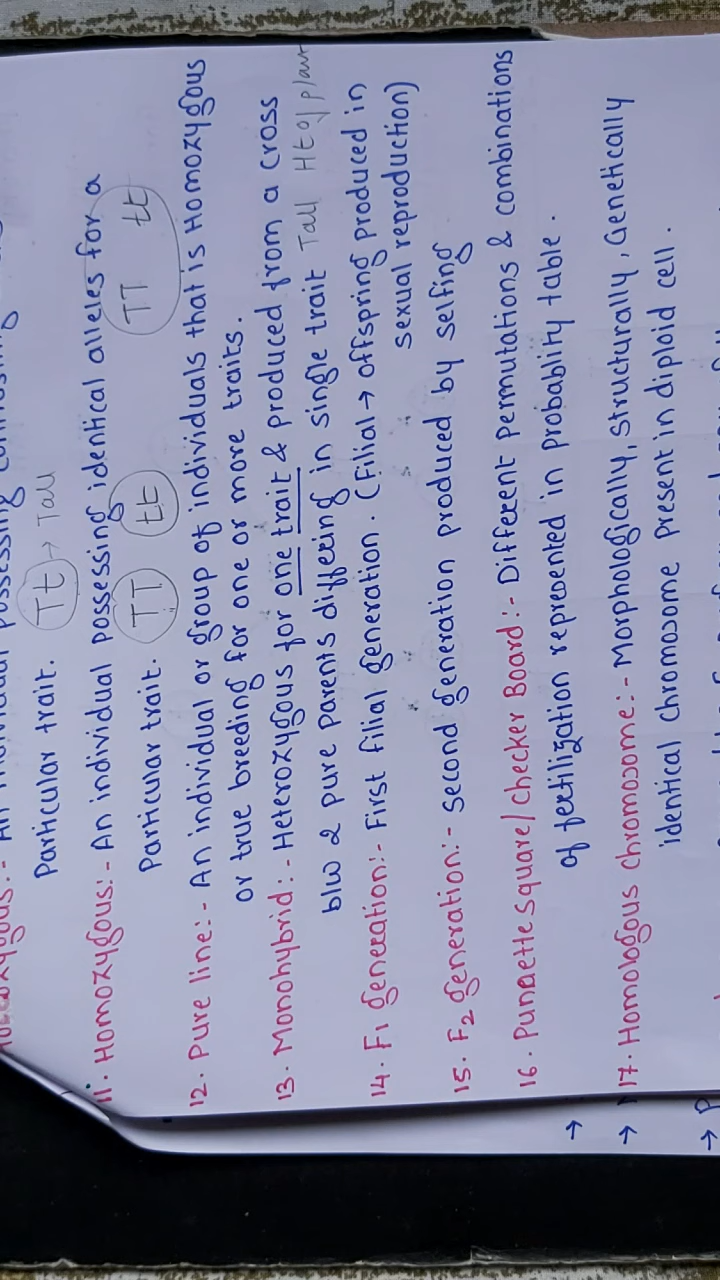 Particular trait. Tt → Tall
11. Homozygous:- An individual possessing identical alleles for a
Particular trait. TT tt TT tt
12. Pure line:- An individual or group of individuals that is Homozygous
or true breeding for one or more traits.
13. Monohybrid:- Heterozygous for one trait & produced from a cross
b/w 2 pure parents differing in single trait Tall Ht of plant
14. F1 generation:- First filial generation. (Filial → offspring produced in
sexual reproduction)
15. F2 generation:- second generation produced by selfing
16. Punnette square/checker Board:- Different permutations & combinations
of fertilization represented in probablity table.
→
→ 17. Homologous chromosome:- Morphologically, structurally, Genetically
identical chromosome present in diploid cell.
→